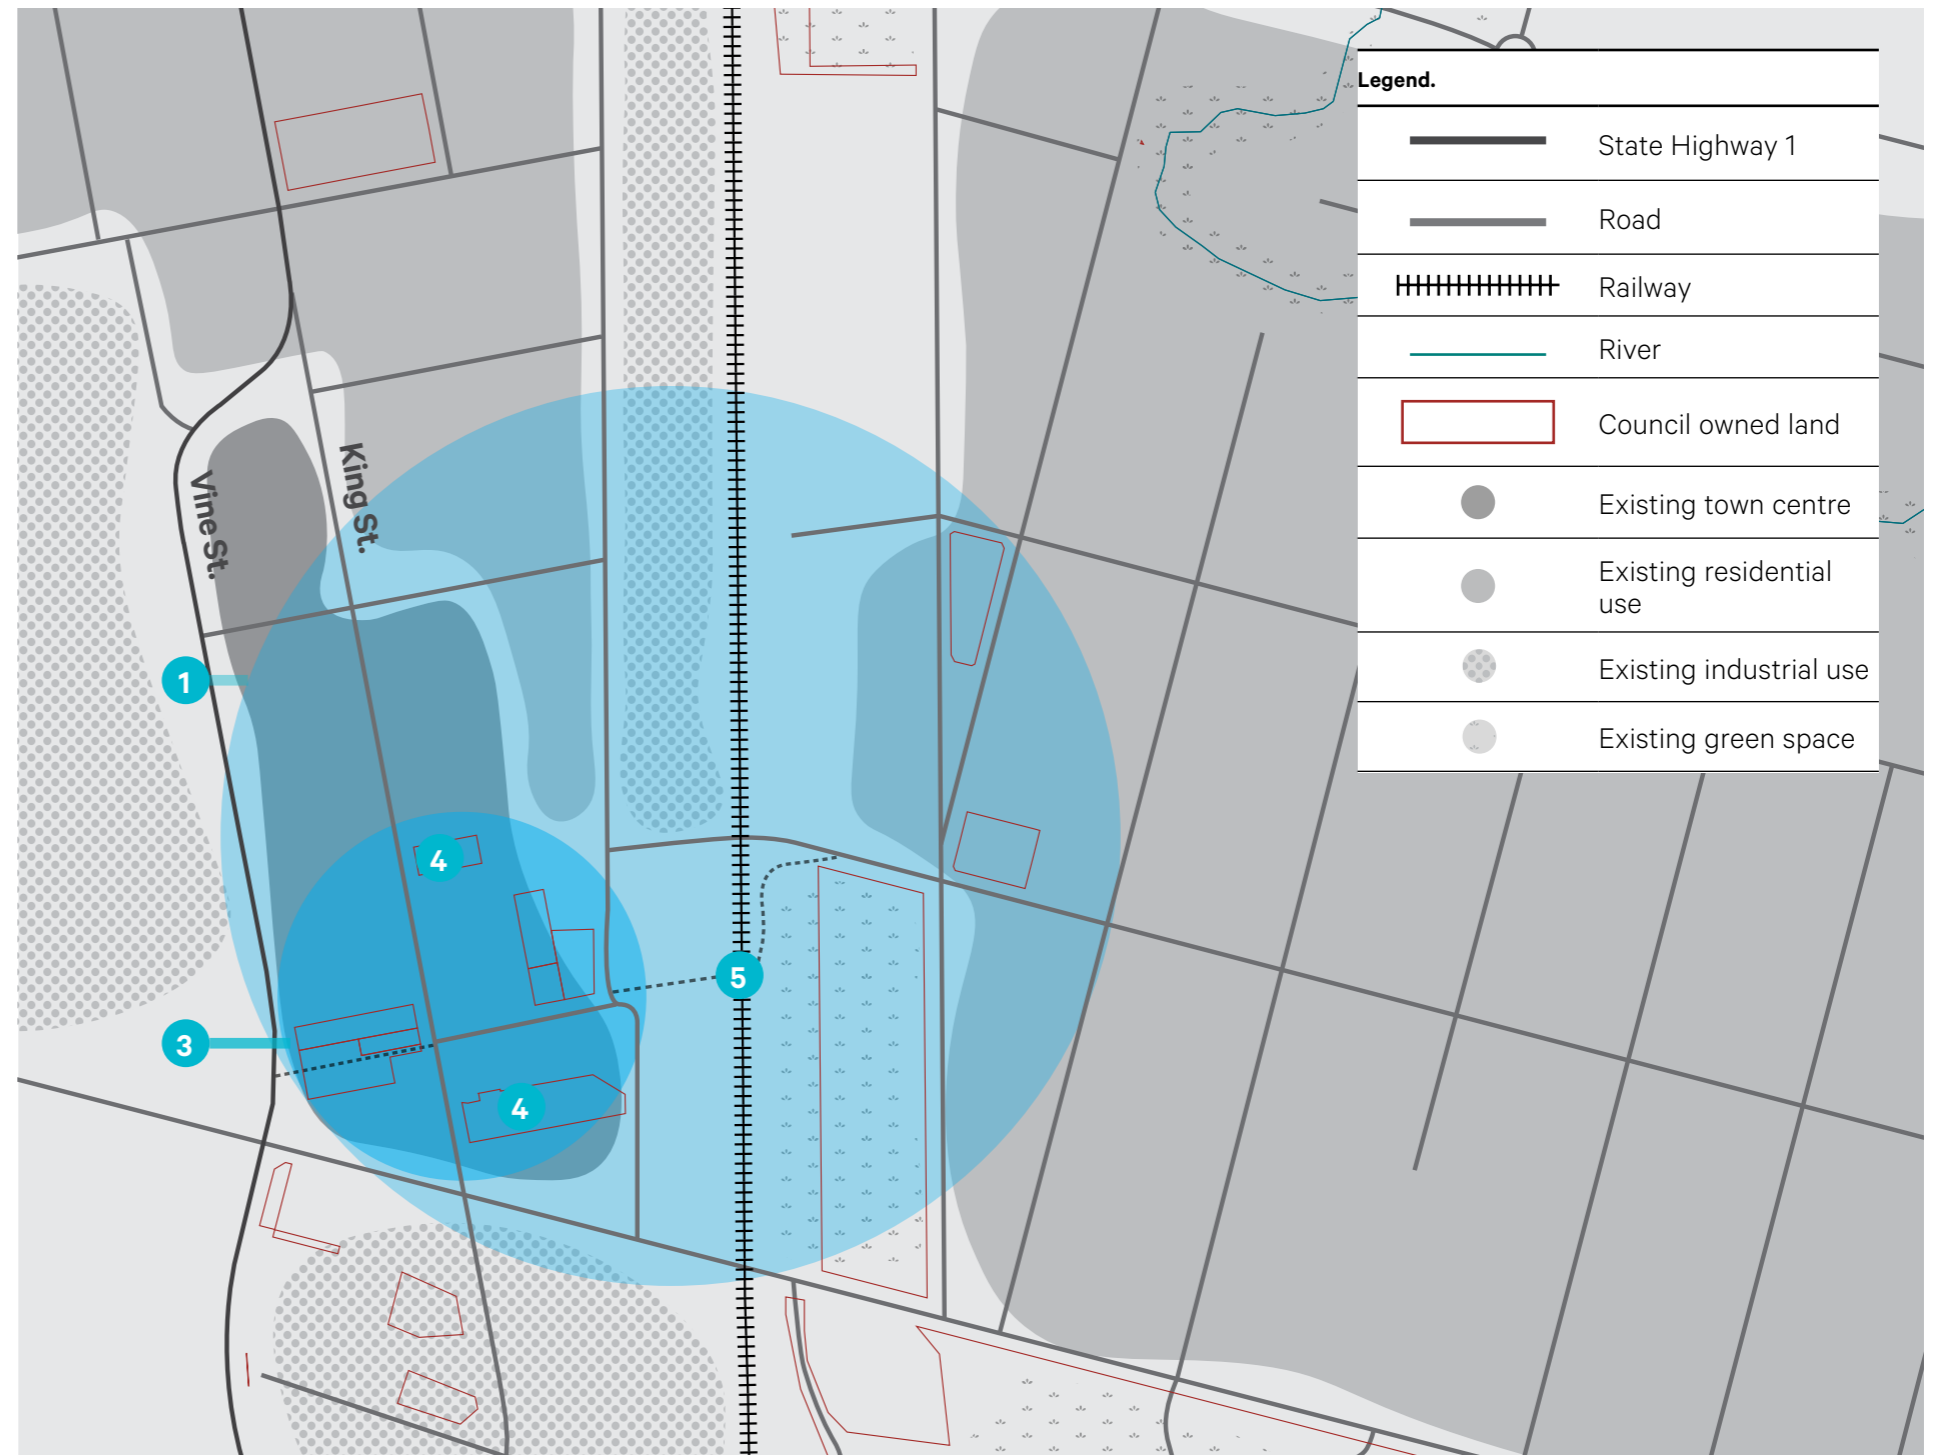 Legend.
State Highway 1
Road
Railway
River
Council owned land
Existing town centre
Existing residential
use
Existing industrial use
Existing green space
King St.
Vine St.
1
4
5
3
4